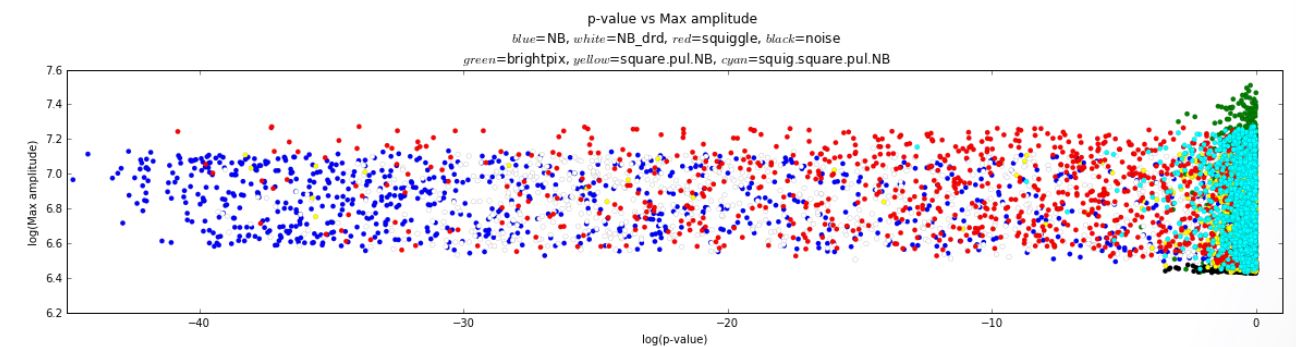 p-value vs Max amplitude
blue=NB, white=NB_drd, red=squiggle, black=noise
green=brightpix, yellow=square.pul.NB, cyan=squig.square.pul.NB
7.6
7.4
7.2
7.0
6.8
6.6
6.4
6.2
log(Max amplitude)
−40
−30
−20
−10
0
log(p-value)